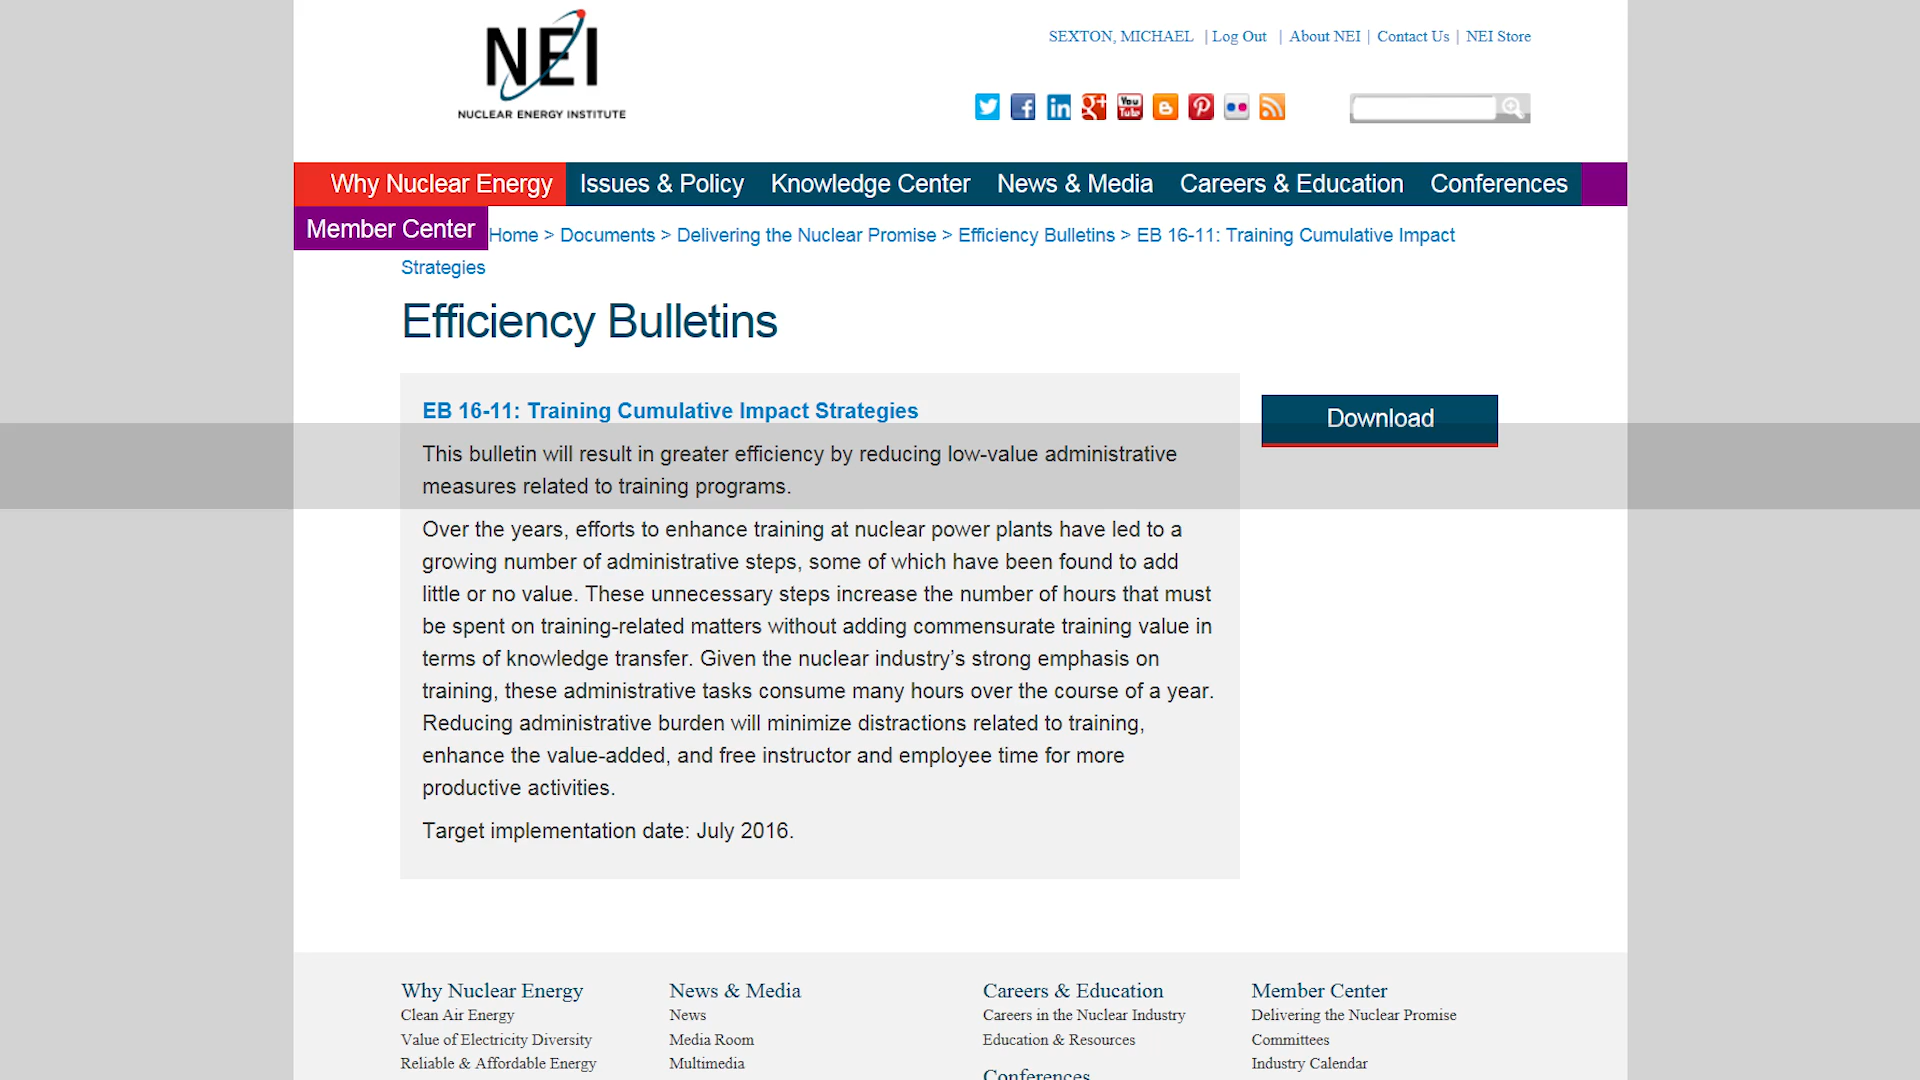 NEI
NUCLEAR ENERGY INSTITUTE
SEXTON, MICHAEL | Log Out | About NEI | Contact Us | NEI Store
You Tube
Why Nuclear Energy Issues & Policy Knowledge Center News & Media Careers & Education Conferences
Member Center
Home > Documents > Delivering the Nuclear Promise > Efficiency Bulletins > EB 16-11: Training Cumulative Impact
Strategies
Efficiency Bulletins
EB 16-11: Training Cumulative Impact Strategies
Download
This bulletin will result in greater efficiency by reducing low-value administrative
measures related to training programs.
Over the years, efforts to enhance training at nuclear power plants have led to a
growing number of administrative steps, some of which have been found to add
little or no value. These unnecessary steps increase the number of hours that must
be spent on training-related matters without adding commensurate training value in
terms of knowledge transfer. Given the nuclear industry’s strong emphasis on
training, these administrative tasks consume many hours over the course of a year.
Reducing administrative burden will minimize distractions related to training,
enhance the value-added, and free instructor and employee time for more
productive activities.
Target implementation date: July 2016.
Why Nuclear Energy
Clean Air Energy
Value of Electricity Diversity
Reliable & Affordable Energy
News & Media
News
Media Room
Multimedia
Careers & Education
Careers in the Nuclear Industry
Education & Resources
Conferences
Member Center
Delivering the Nuclear Promise
Committees
Industry Calendar